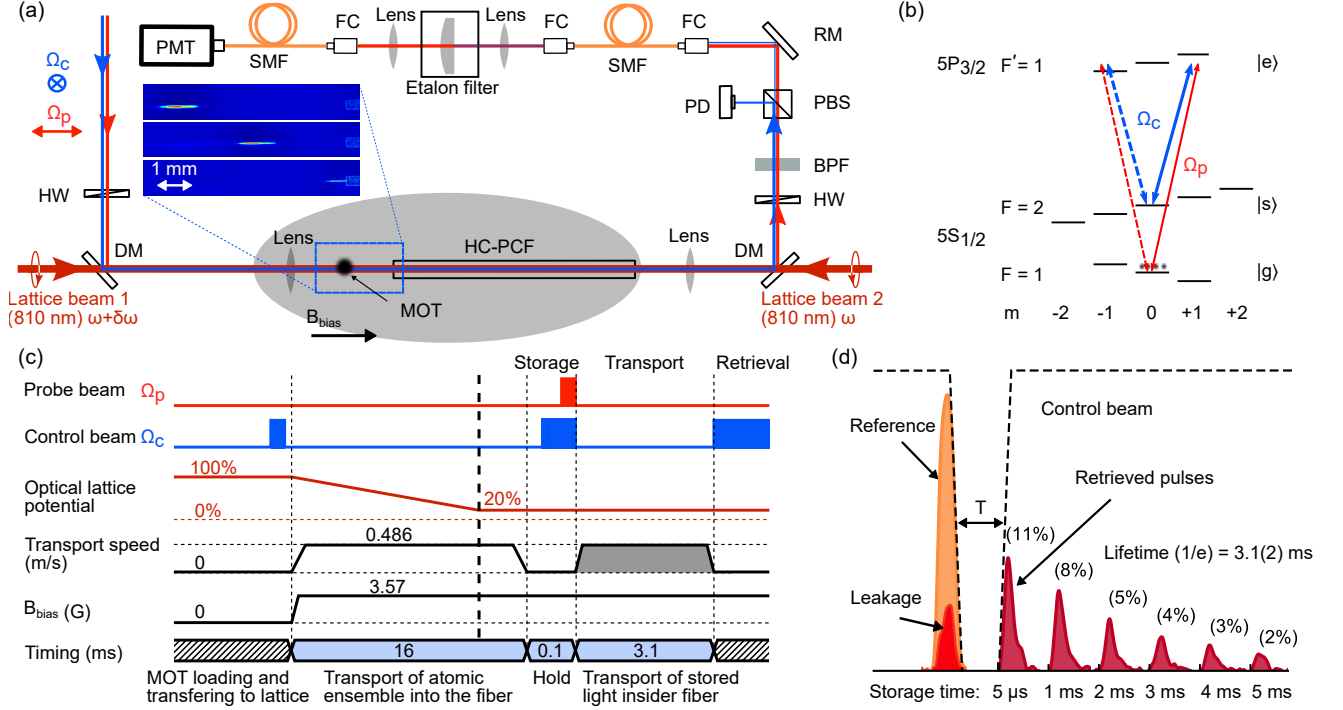 (a)
PMT
SMF
FC
Lens
Etalon filter
Lens
FC
SMF
FC
RM
Ωc
Ωp
1 mm
PD
PBS
BPF
HW
HW
DM
Lens
HC-PCF
Lens
DM
MOT
Lattice beam 1
(810 nm) ω+δω
Bbias
Lattice beam 2
(810 nm) ω
(b)
5P3/2 F′= 1 |e⟩
Ωc
Ωp
F = 2 |s⟩
5S1/2
F = 1 |g⟩
m -2 -1 0 +1 +2
(c)
Storage Transport Retrieval
Probe beam Ωp
Control beam Ωc
100%
Optical lattice
potential
20%
0%
Transport speed
(m/s)
0.486
0
Bbias (G)
3.57
0
Timing (ms) 16 0.1 3.1
MOT loading and
transfering to lattice
Transport of atomic
ensemble into the fiber
Hold
Transport of stored
light insider fiber
(d)
Control beam
Reference
Retrieved pulses
T
(11%)
Lifetime (1/e) = 3.1(2) ms
(8%)
(5%)
(4%)
(3%)
(2%)
Leakage
Storage time: 5 μs 1 ms 2 ms 3 ms 4 ms 5 ms